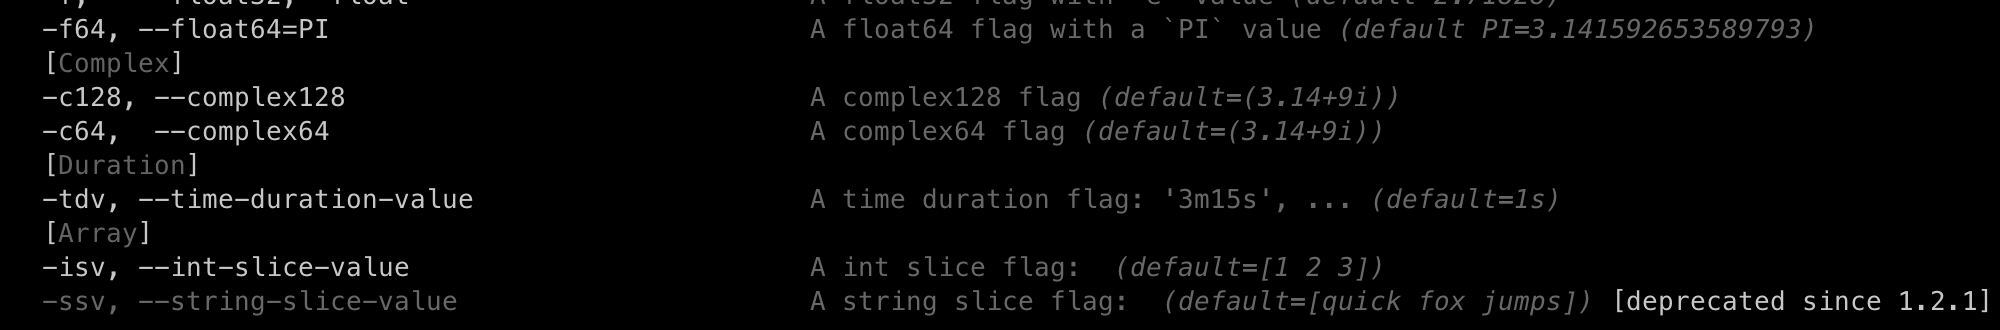 -f64, --float64=PI A float64 flag with a `PI` value (default PI=3.141592653589793)
[Complex]
-c128, --complex128 A complex128 flag (default=(3.14+9i))
-c64,  --complex64 A complex64 flag (default=(3.14+9i))
[Duration]
-tdv, --time-duration-value A time duration flag: '3m15s', ... (default=1s)
[Array]
-isv, --int-slice-value A int slice flag:  (default=[1 2 3])
-ssv, --string-slice-value A string slice flag:  (default=[quick fox jumps]) [deprecated since 1.2.1]